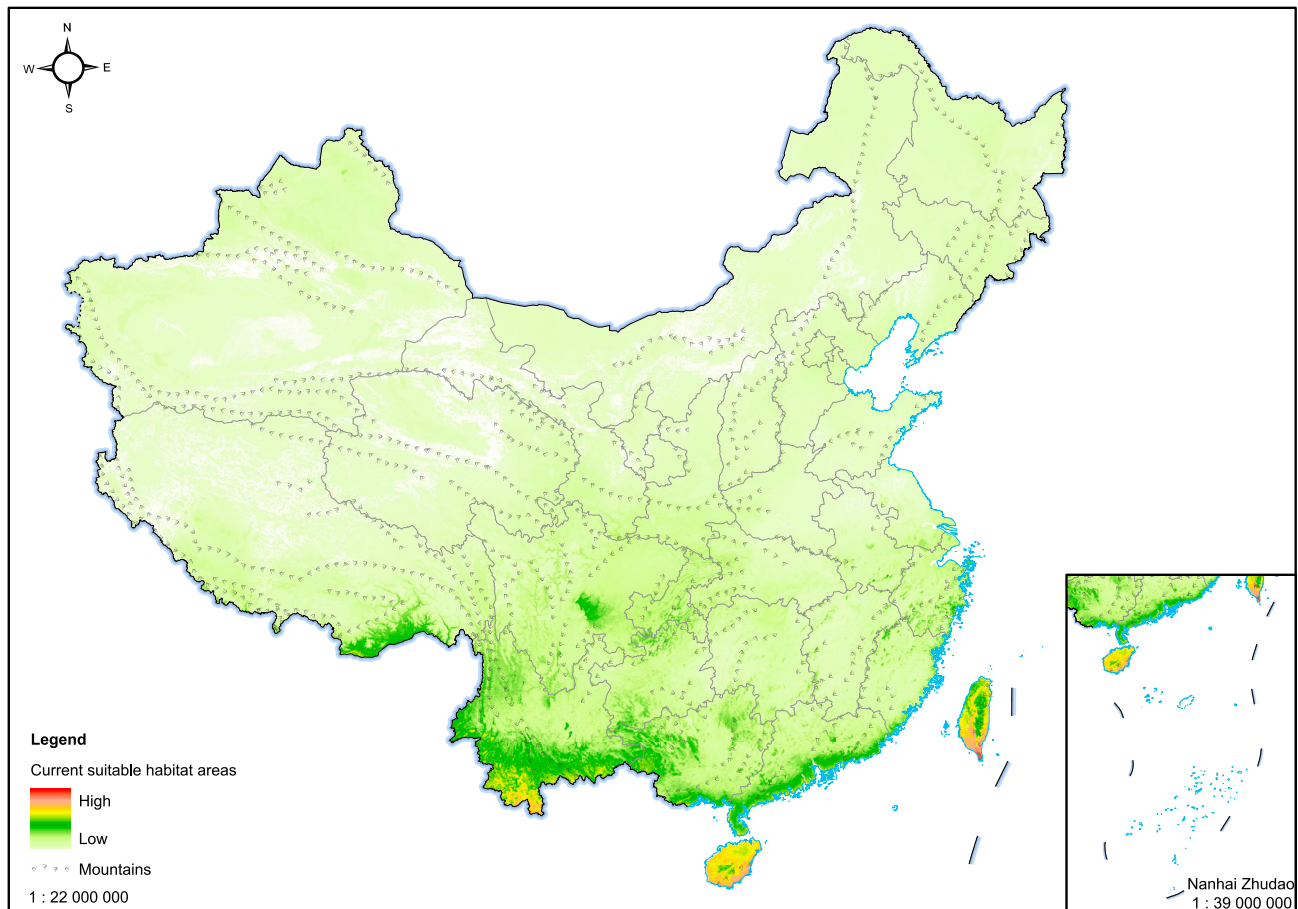 N
W E
S
Legend
Current suitable habitat areas
High
Low
Mountains
1 : 22 000 000
Nanhai Zhudao
1 : 39 000 000